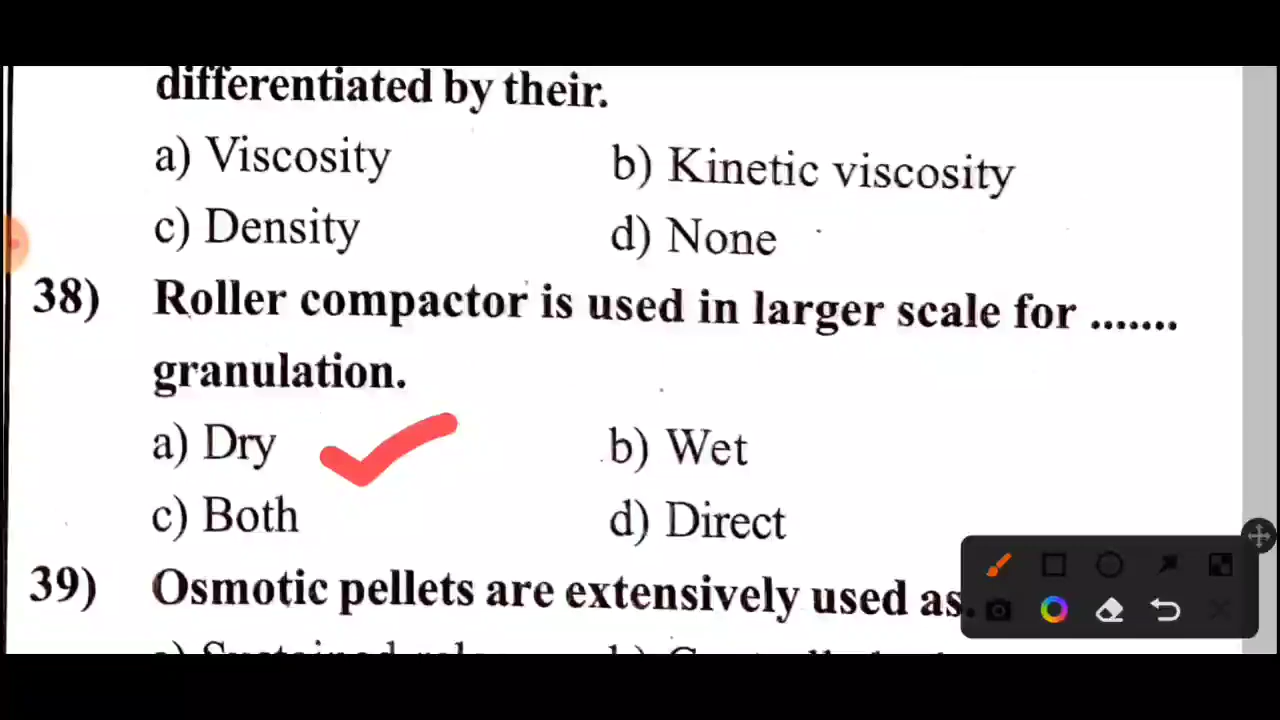 differentiated by their.
a) Viscosity b) Kinetic viscosity
c) Density d) None
38) Roller compactor is used in larger scale for .......
granulation.
a) Dry b) Wet
c) Both d) Direct
39) Osmotic pellets are extensively used as.